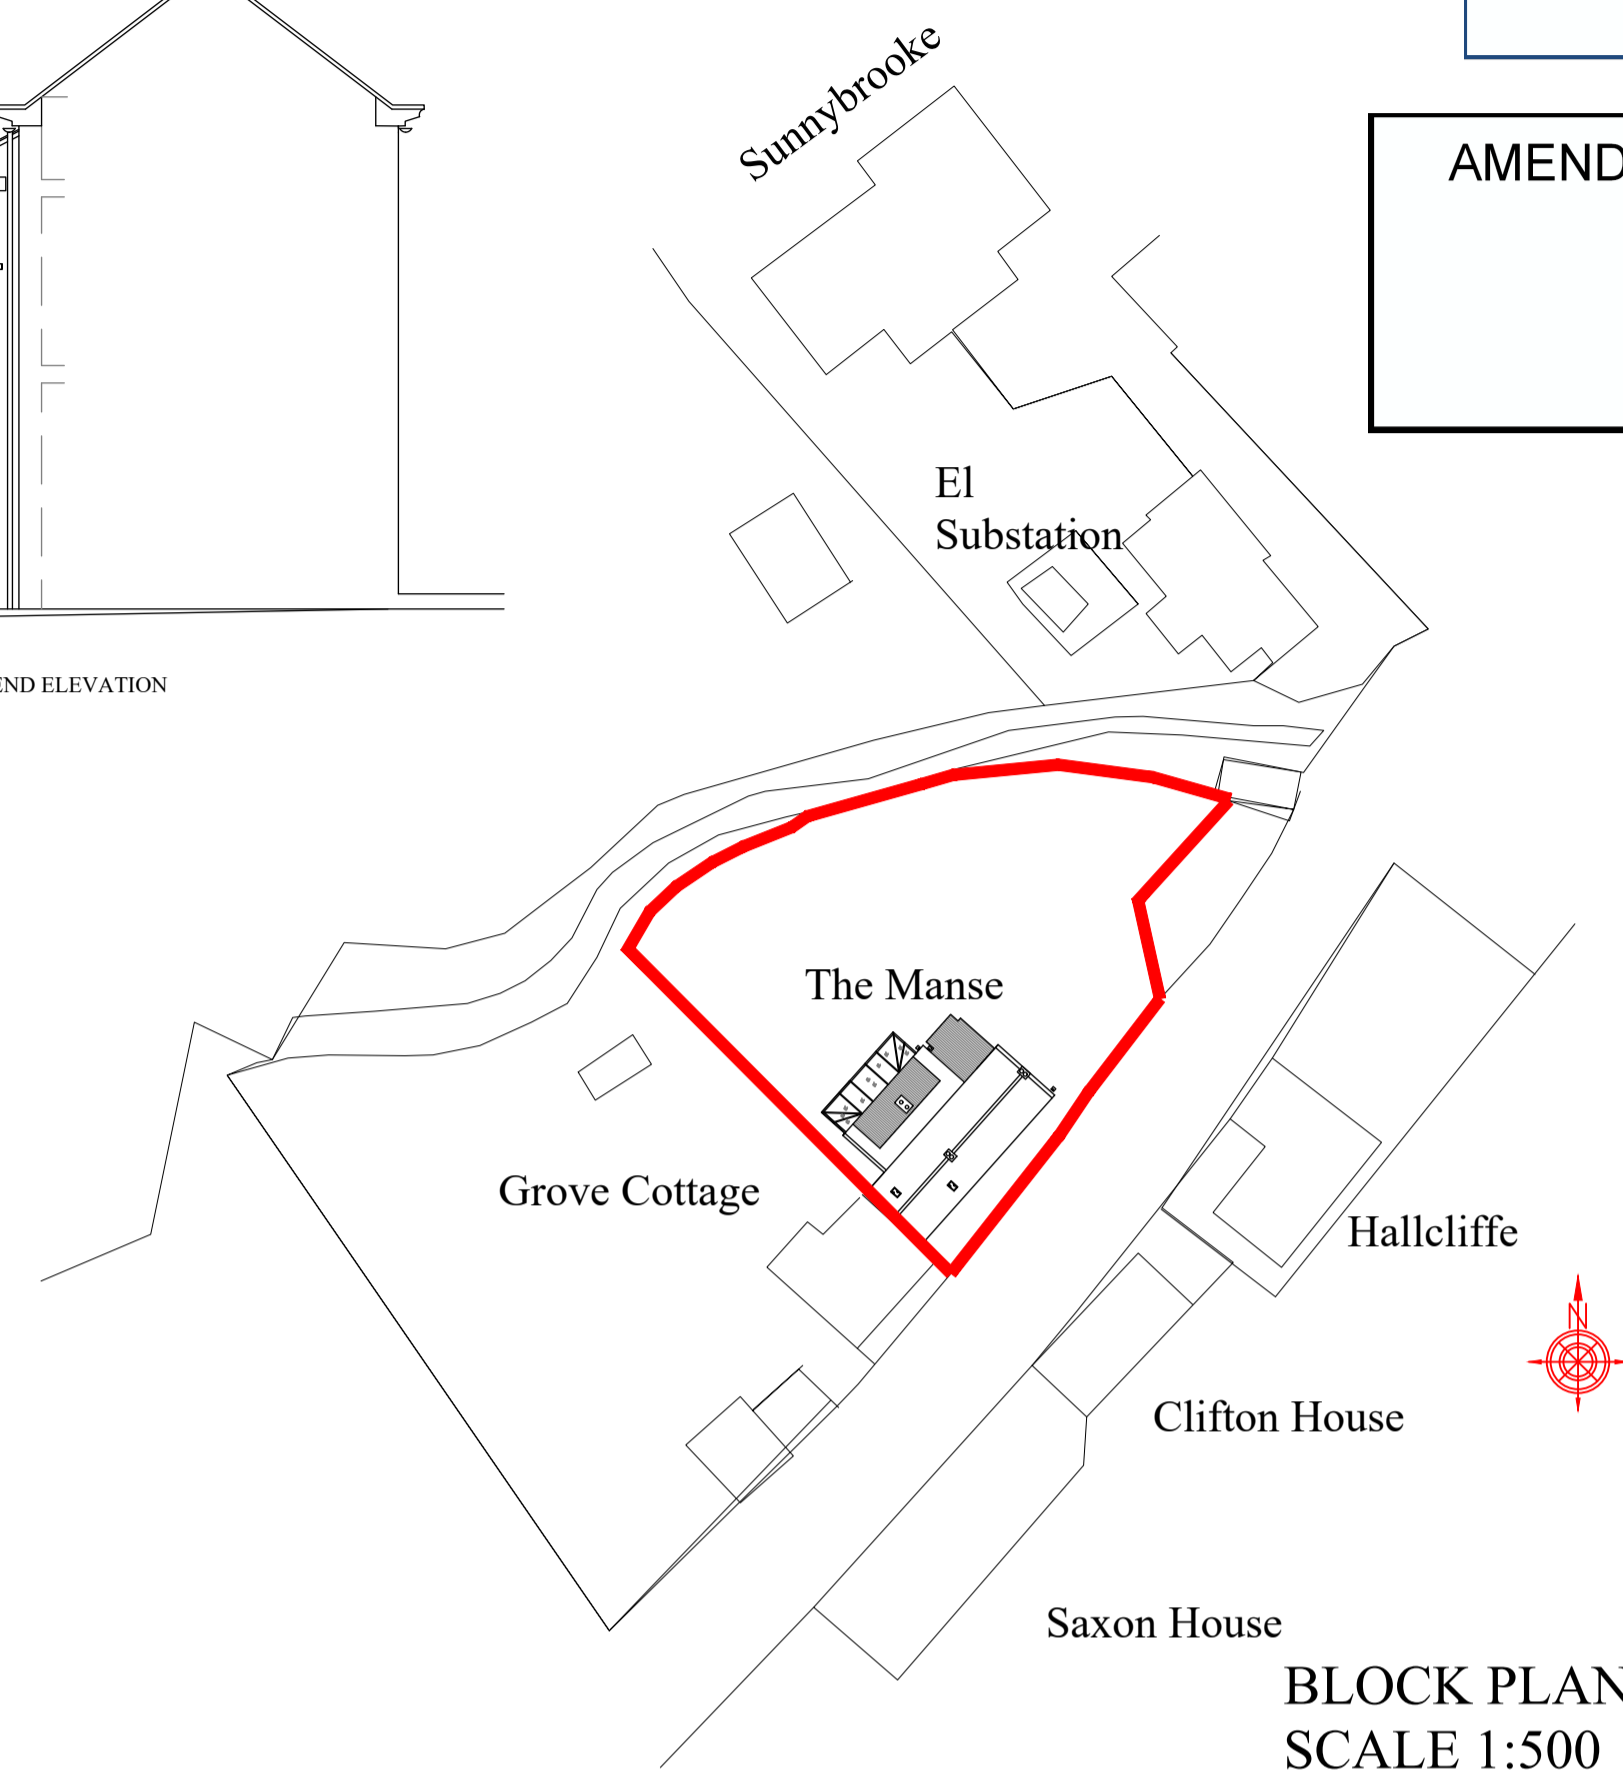 Sunnybrooke
AMEND
El
Substation
END ELEVATION
The Manse
Grove Cottage
Hallcliffe
N
Clifton House
Saxon House
BLOCK PLAN
SCALE 1:500